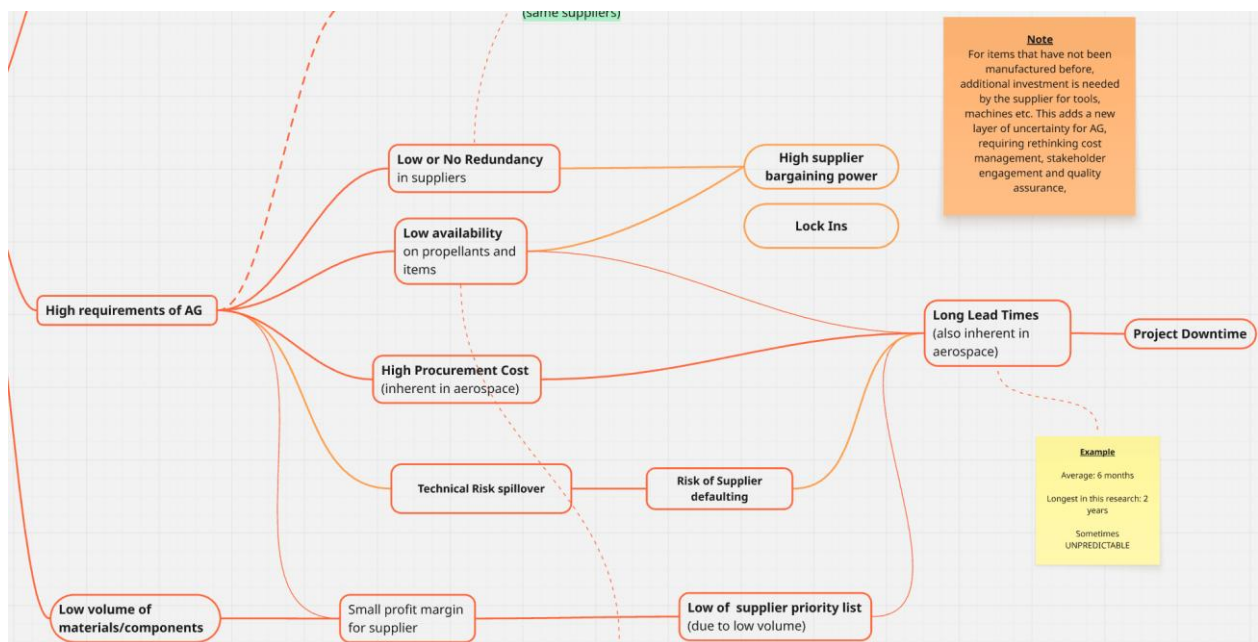 (same suppliers)
Note
For items that have not been
manufactured before,
additional investment is needed
by the supplier for tools,
machines etc. This adds a new
layer of uncertainty for AG,
requiring rethinking cost
management, stakeholder
engagement and quality
assurance,
Low or No Redundancy
in suppliers
High supplier
bargaining power
Low availability
on propellants and
items
Lock Ins
High requirements of AG
Long Lead Times
(also inherent in
aerospace)
Project Downtime
High Procurement Cost
(inherent in aerospace)
Technical Risk spillover
Risk of Supplier
defaulting
Example
Average: 6 months
Longest in this research: 2
years
Sometimes
UNPREDICTABLE
Low volume of
materials/components
Small profit margin
for supplier
Low of  supplier priority list
(due to low volume)